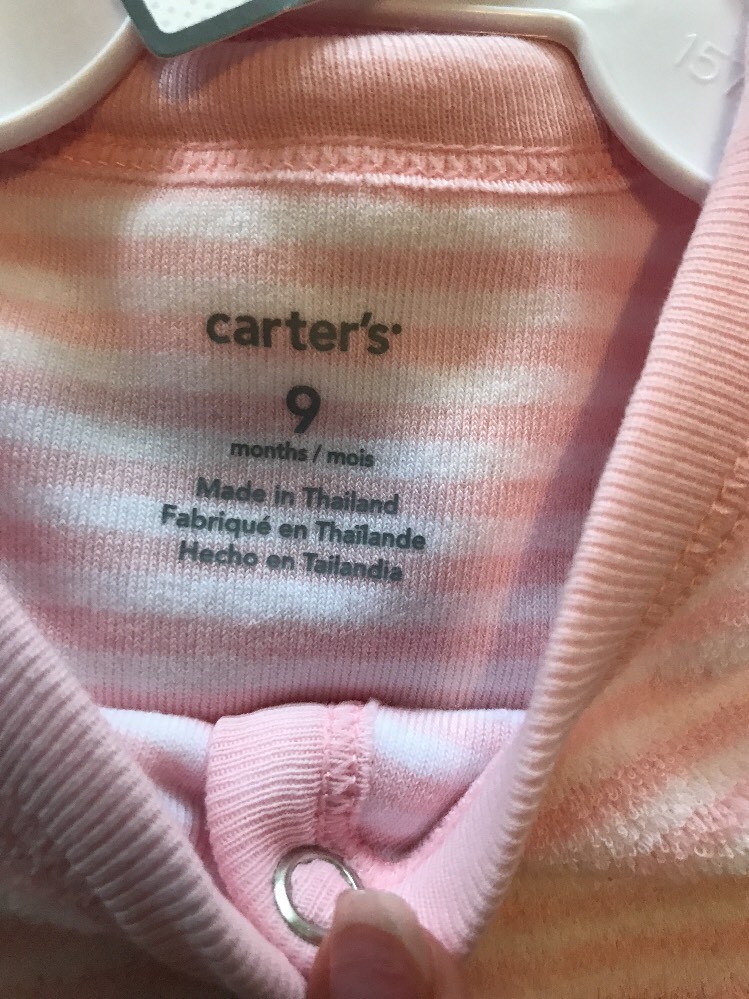 carter's
9
months / mois
Made in Thailand
Fabriqué en Thaïlande
Hecho en Tailandia